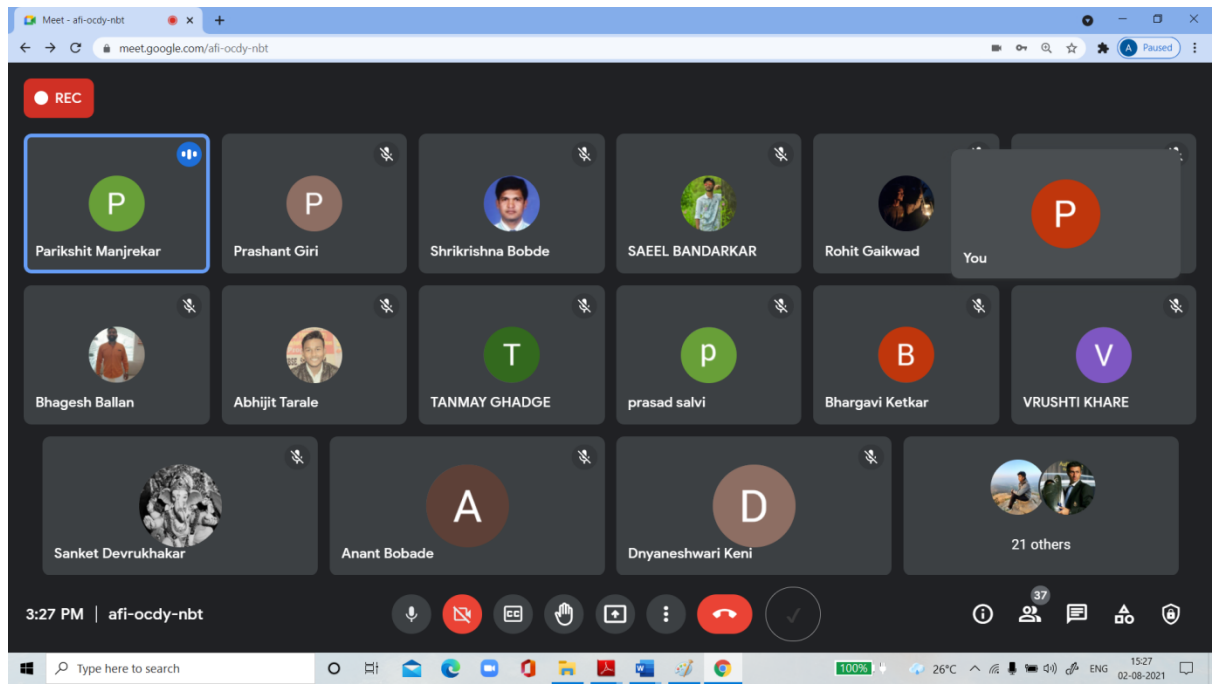 Meet - afi-ocdy-nbt
meet.google.com/afi-ocdy-nbt
A Paused
REC
P P P
Parikshit Manjrekar Prashant Giri Shrikrishna Bobde SAEEL BANDARKAR Rohit Gaikwad You
T p B V
Bhagesh Ballan Abhijit Tarale TANMAY GHADGE prasad salvi Bhargavi Ketkar VRUSHTI KHARE
A D
Sanket Devrukhakar Anant Bobade Dnyaneshwari Keni 21 others
3:27 PM | afi-ocdy-nbt CC 37
Type here to search 100% 26°C ENG 15:27
02-08-2021